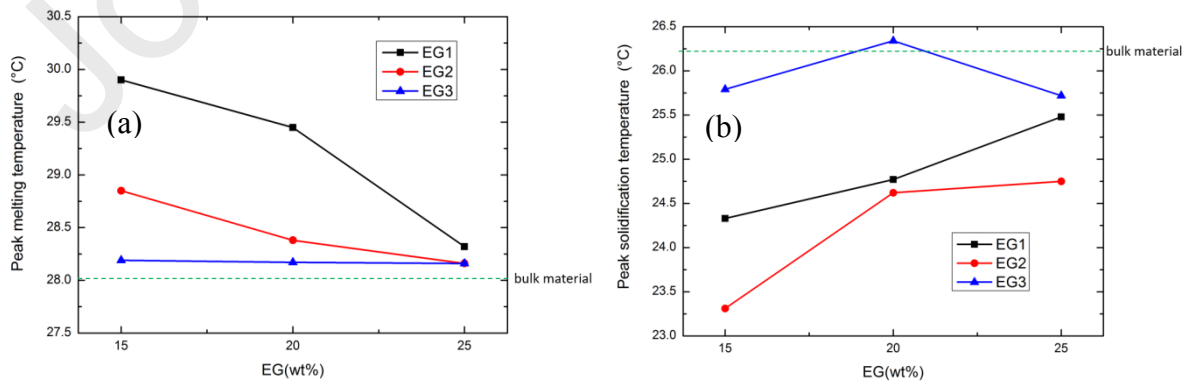 30.5
30.0
29.5
29.0
28.5
28.0
27.5
Peak melting temperature (°C)
(a)
EG1
EG2
EG3
bulk material
15
20
25
EG(wt%)
26.5
26.0
25.5
25.0
24.5
24.0
23.5
23.0
Peak solidification temperature (°C)
(b)
EG1
EG2
EG3
bulk material
15
20
25
EG(wt%)